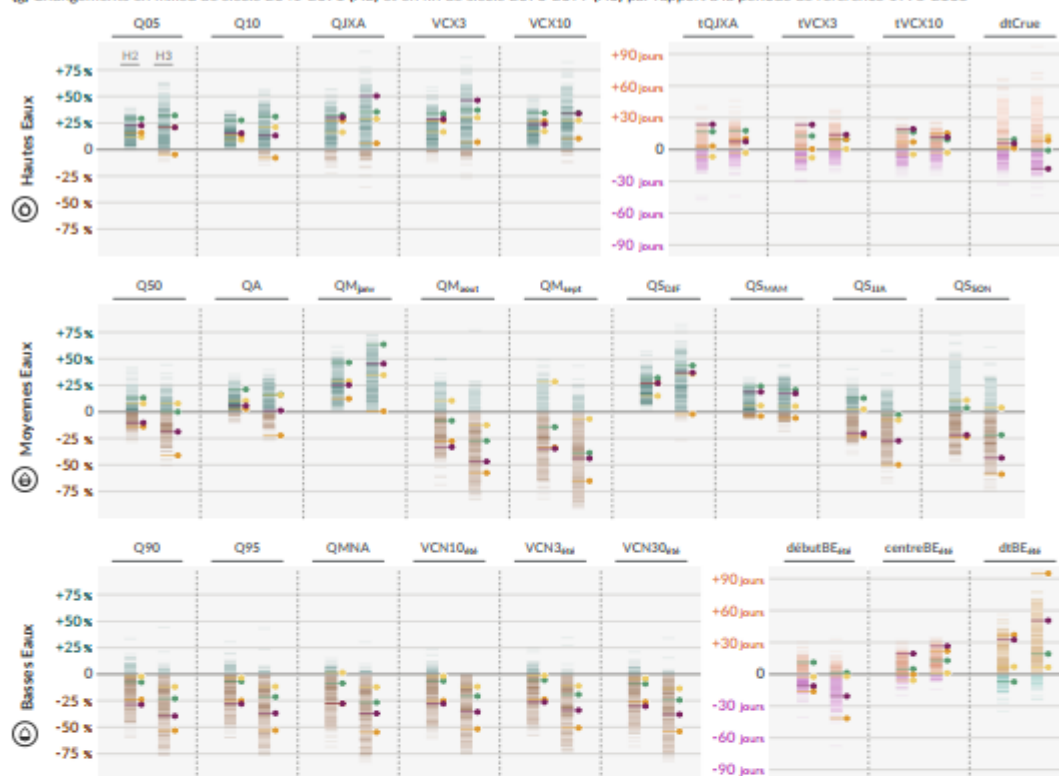 Q05 Q10 QJXA VCX3 VCX10 tQJXA tVCX3 tVCX10 dtCrue
H2 H3
+75 % +90 jours
+50 % +60 jours
+25 % +30 jours
0 0
-25 % -30 jours
-50 % -60 jours
-75 % -90 jours
Hautes Eaux
Q50 QA QMjanv QMaout QMsept QSDJF QSMAM QSJJA QSSON
+75 %
+50 %
+25 %
0
-25 %
-50 %
-75 %
Moyennes Eaux
Q90 Q95 QMNA VCN10été VCN3été VCN30été débutBEété centreBEété dtBEété
+75 % +90 jours
+50 % +60 jours
+25 % +30 jours
0 0
-25 % -30 jours
-50 % -60 jours
-75 % -90 jours
Basses Eaux